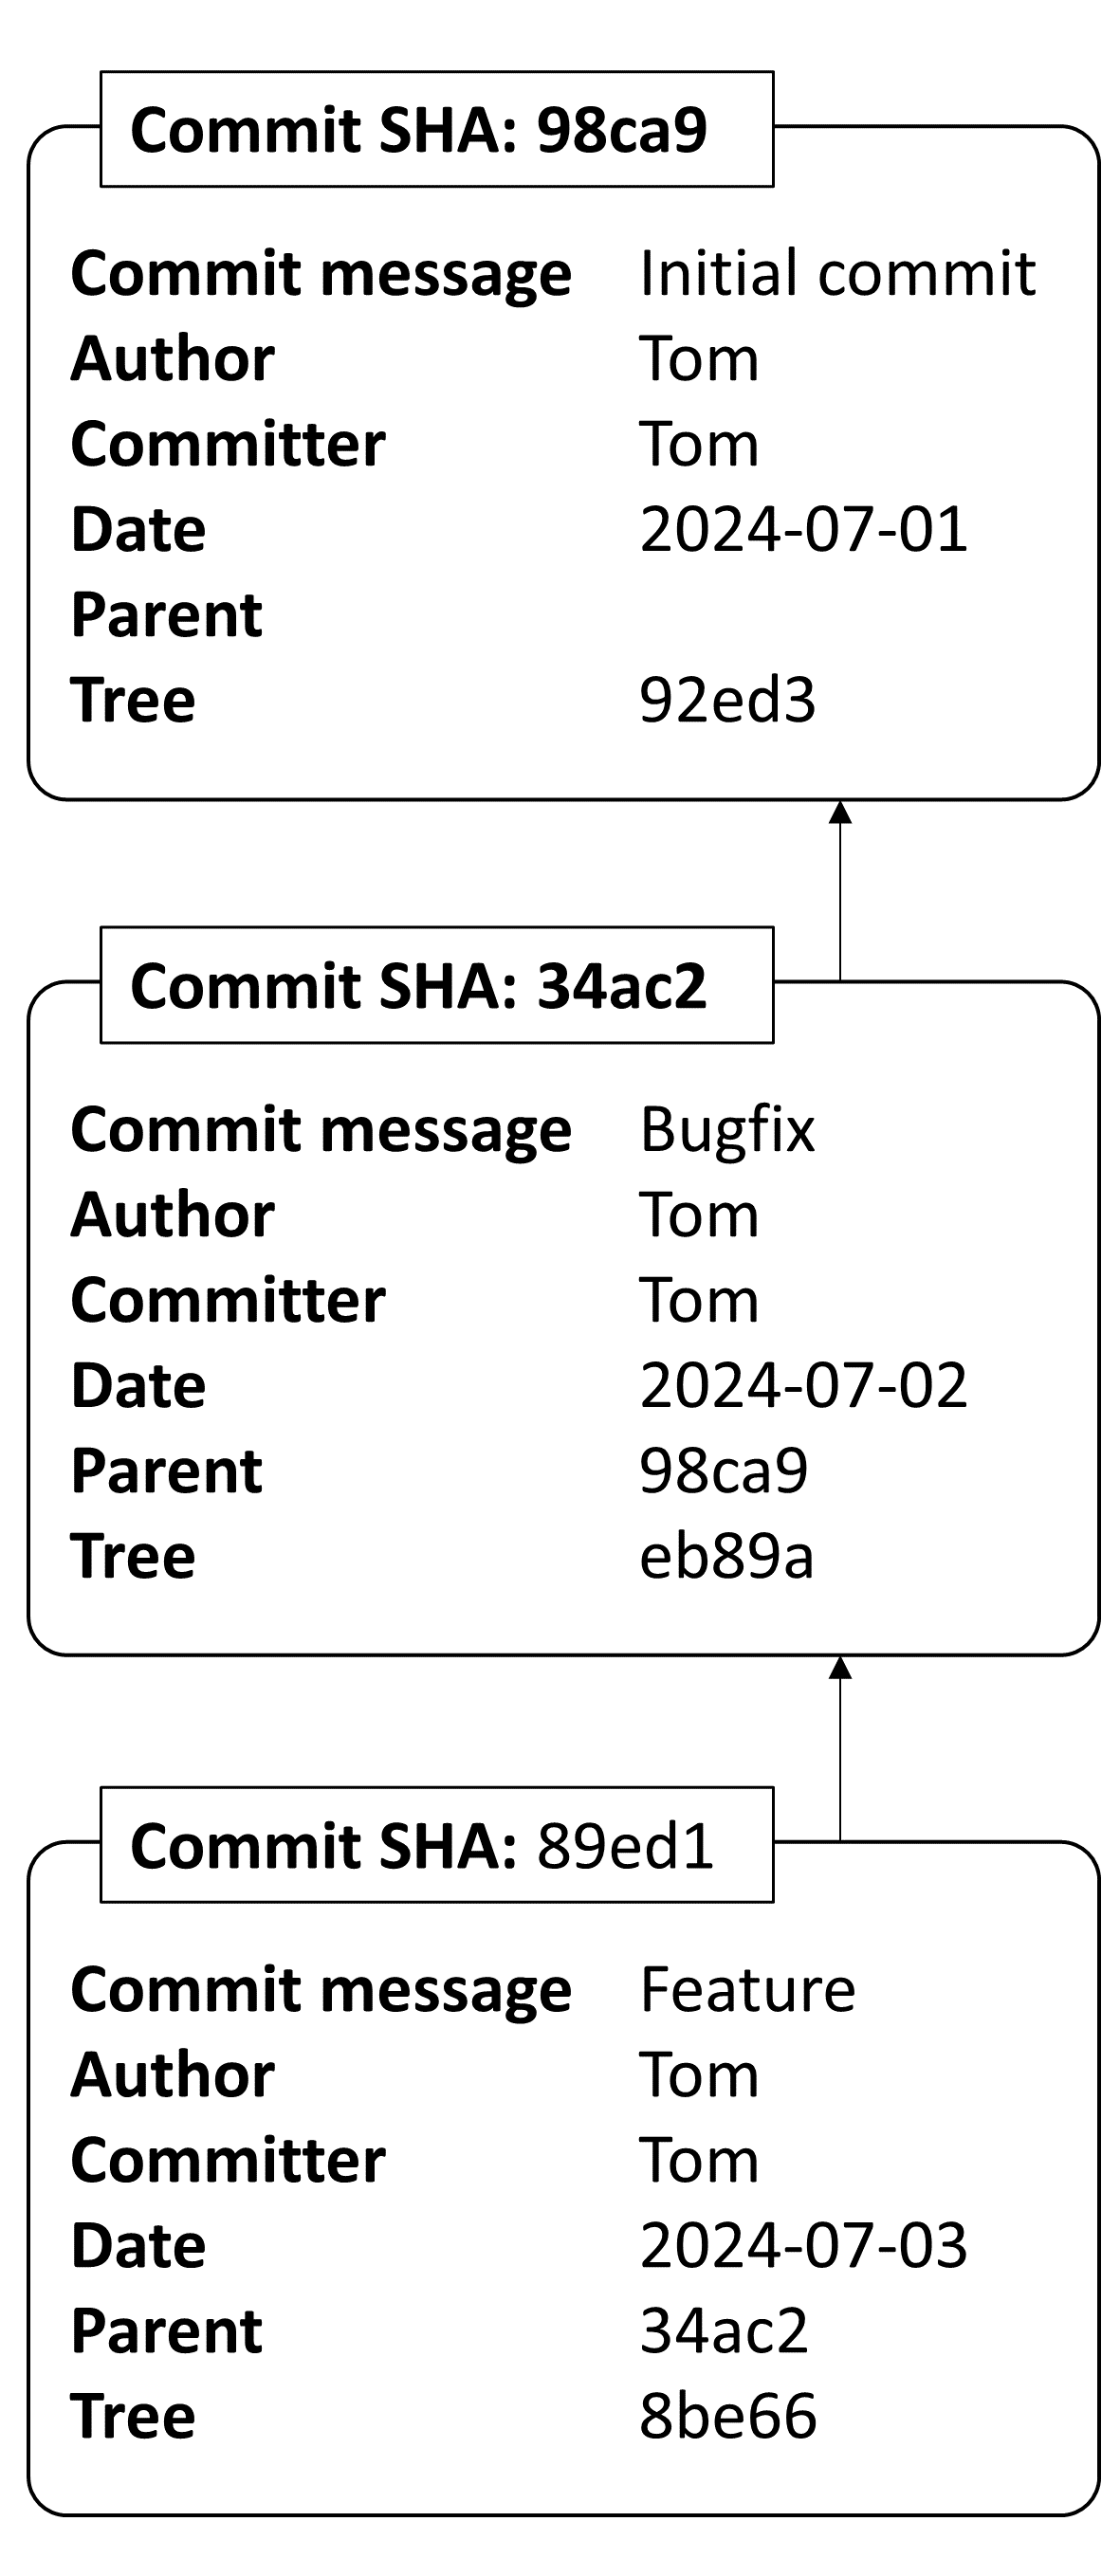 Commit SHA: 98ca9
Commit message Initial commit
Author Tom
Committer Tom
Date 2024-07-01
Parent
Tree 92ed3
Commit SHA: 34ac2
Commit message Bugfix
Author Tom
Committer Tom
Date 2024-07-02
Parent 98ca9
Tree eb89a
Commit SHA: 89ed1
Commit message Feature
Author Tom
Committer Tom
Date 2024-07-03
Parent 34ac2
Tree 8be66